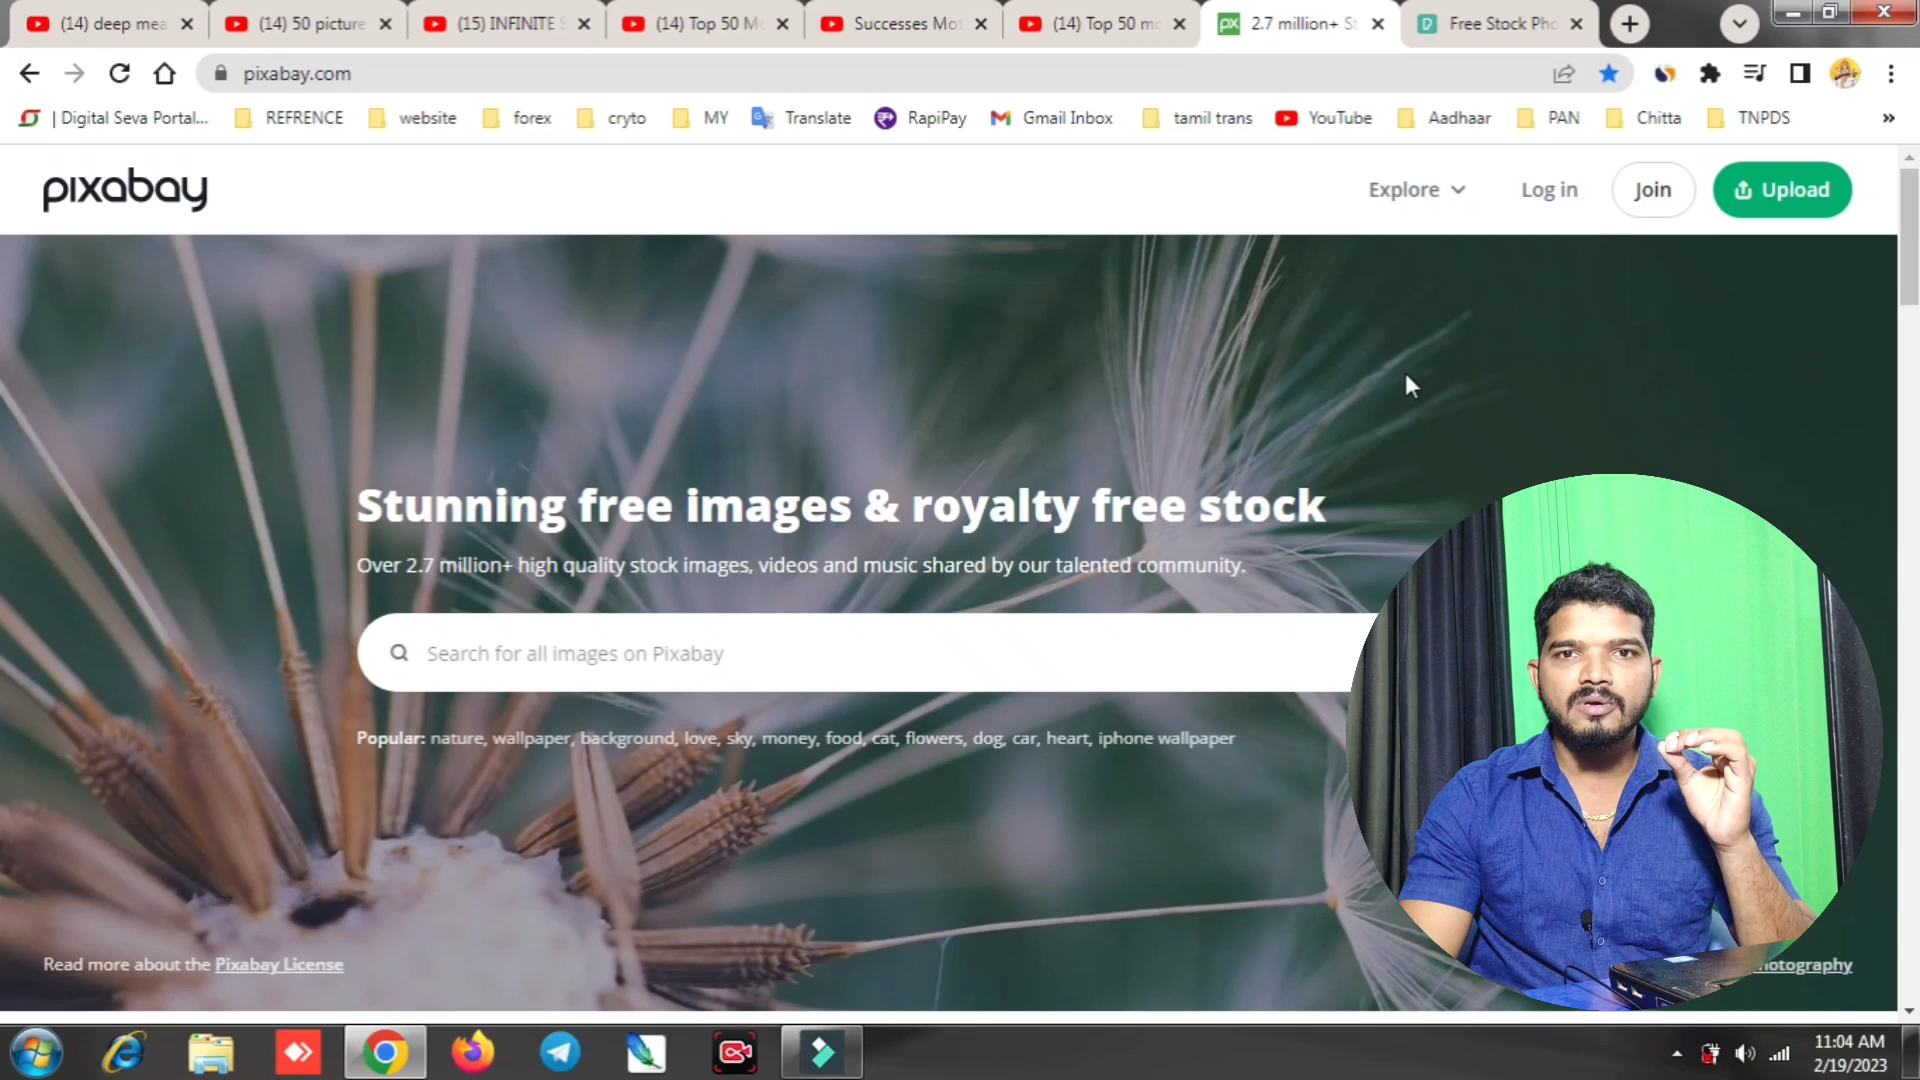 (14) deep mea
(14) 50 picture
(15) INFINITE S
(14) Top 50 Mo
Successes Mot
(14) Top 50 mo
2.7 million+ St
Free Stock Pho
pixabay.com
| Digital Seva Portal...
REFRENCE
website
forex
cryto
MY
Translate
RapiPay
Gmail Inbox
tamil trans
YouTube
Aadhaar
PAN
Chitta
TNPDS
»
pixabay
Explore
Log in
Join
Upload
Stunning free images & royalty free stock
Over 2.7 million+ high quality stock images, videos and music shared by our talented community.
Search for all images on Pixabay
Popular: nature, wallpaper, background, love, sky, money, food, cat, flowers, dog, car, heart, iphone wallpaper
Read more about the Pixabay License
hotography
11:04 AM
2/19/2023